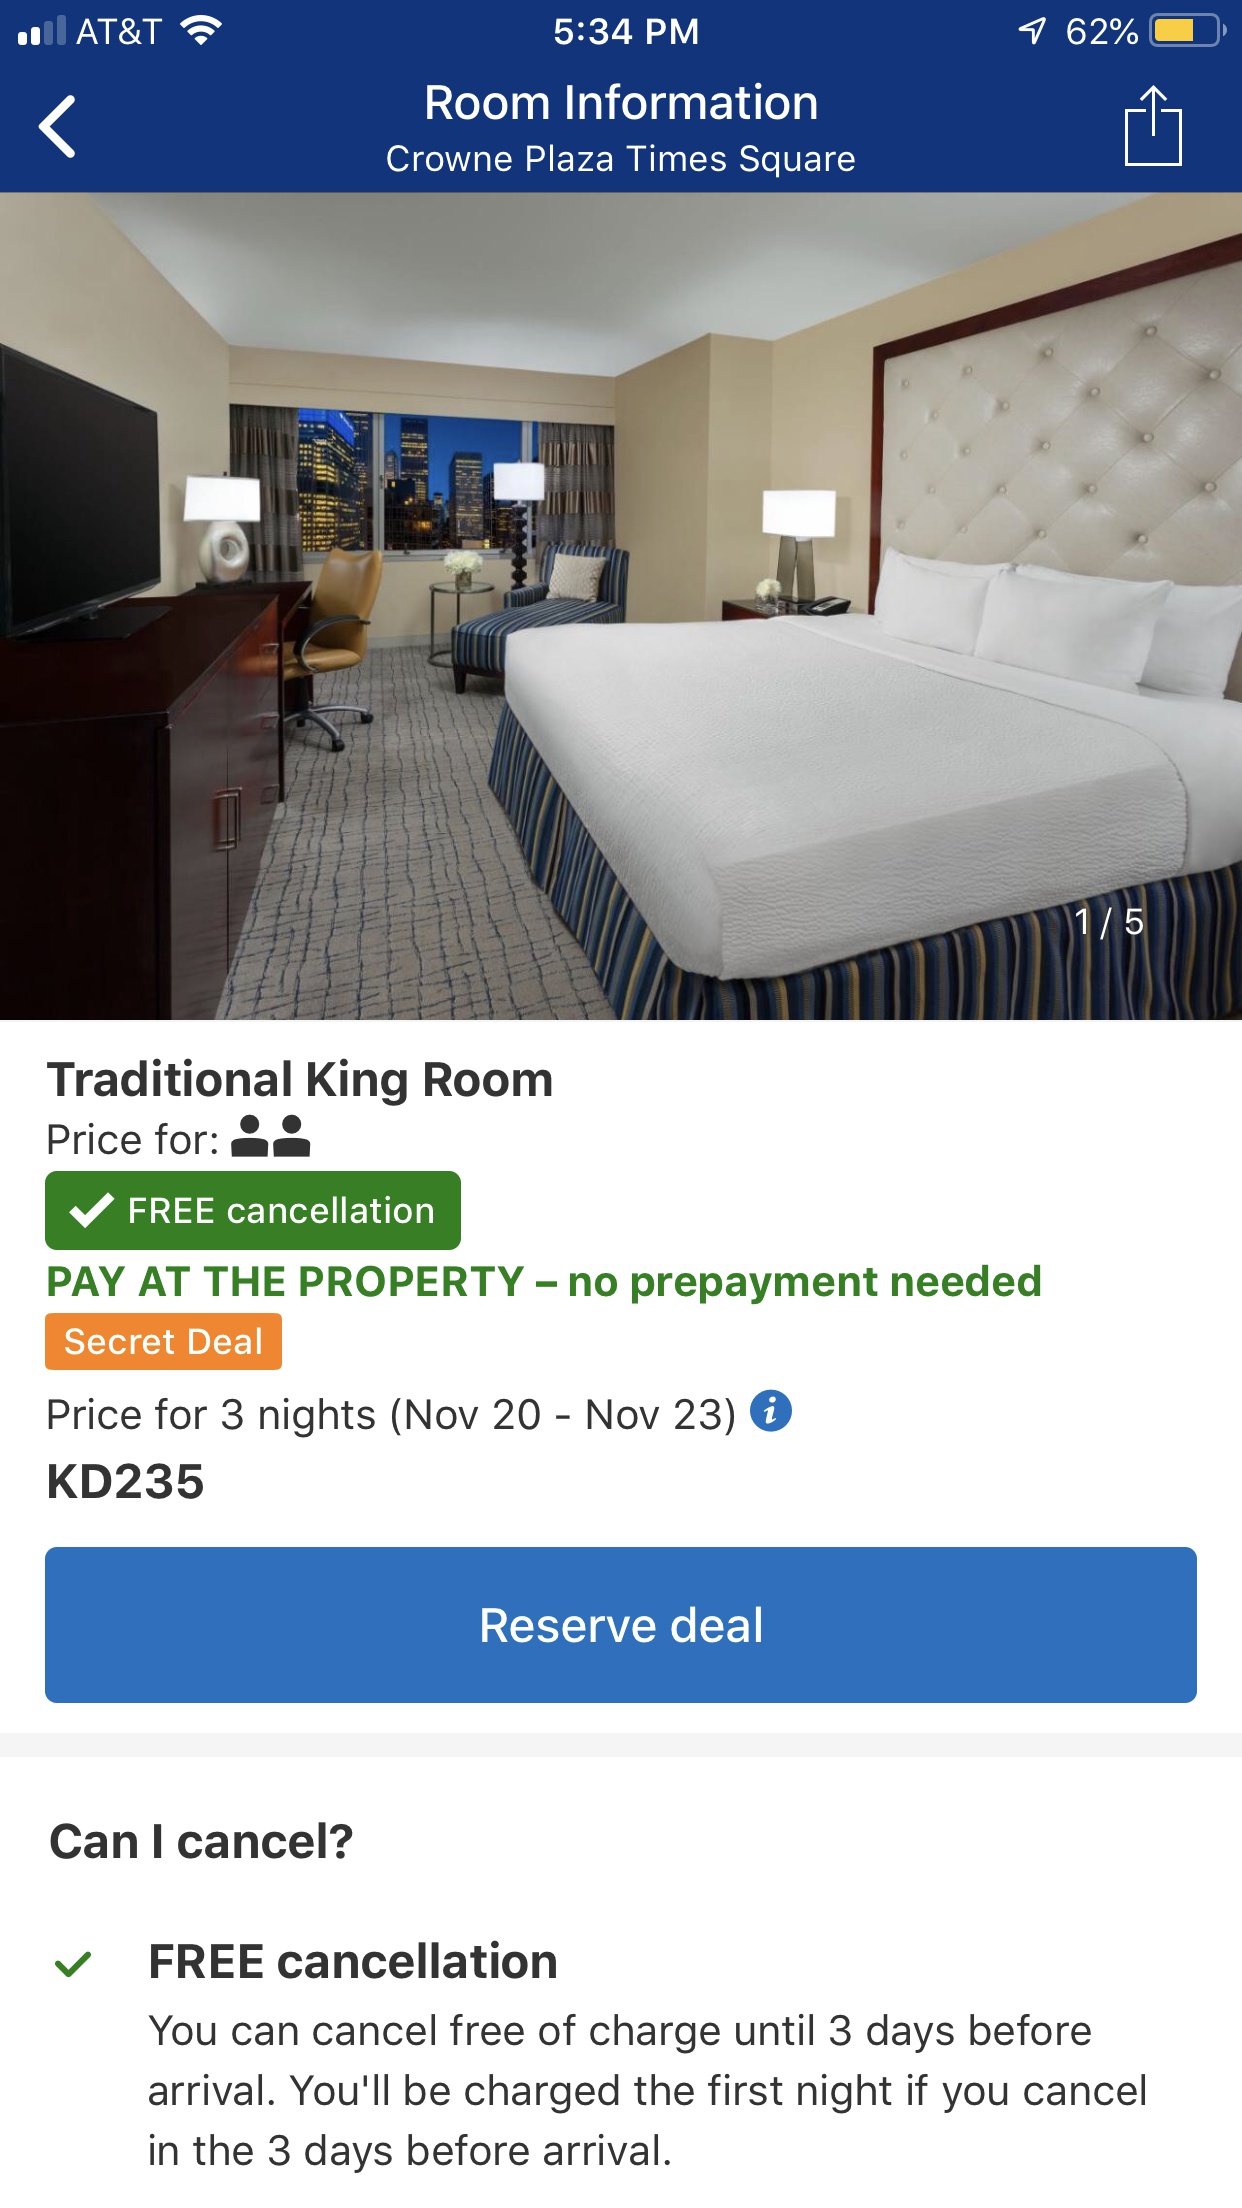 AT&T 5:34 PM 62%
Room Information
Crowne Plaza Times Square
1 / 5
Traditional King Room
Price for:
FREE cancellation
PAY AT THE PROPERTY – no prepayment needed
Secret Deal
Price for 3 nights (Nov 20 - Nov 23) i
KD235
Reserve deal
Can I cancel?
FREE cancellation
You can cancel free of charge until 3 days before
arrival. You'll be charged the first night if you cancel
in the 3 days before arrival.